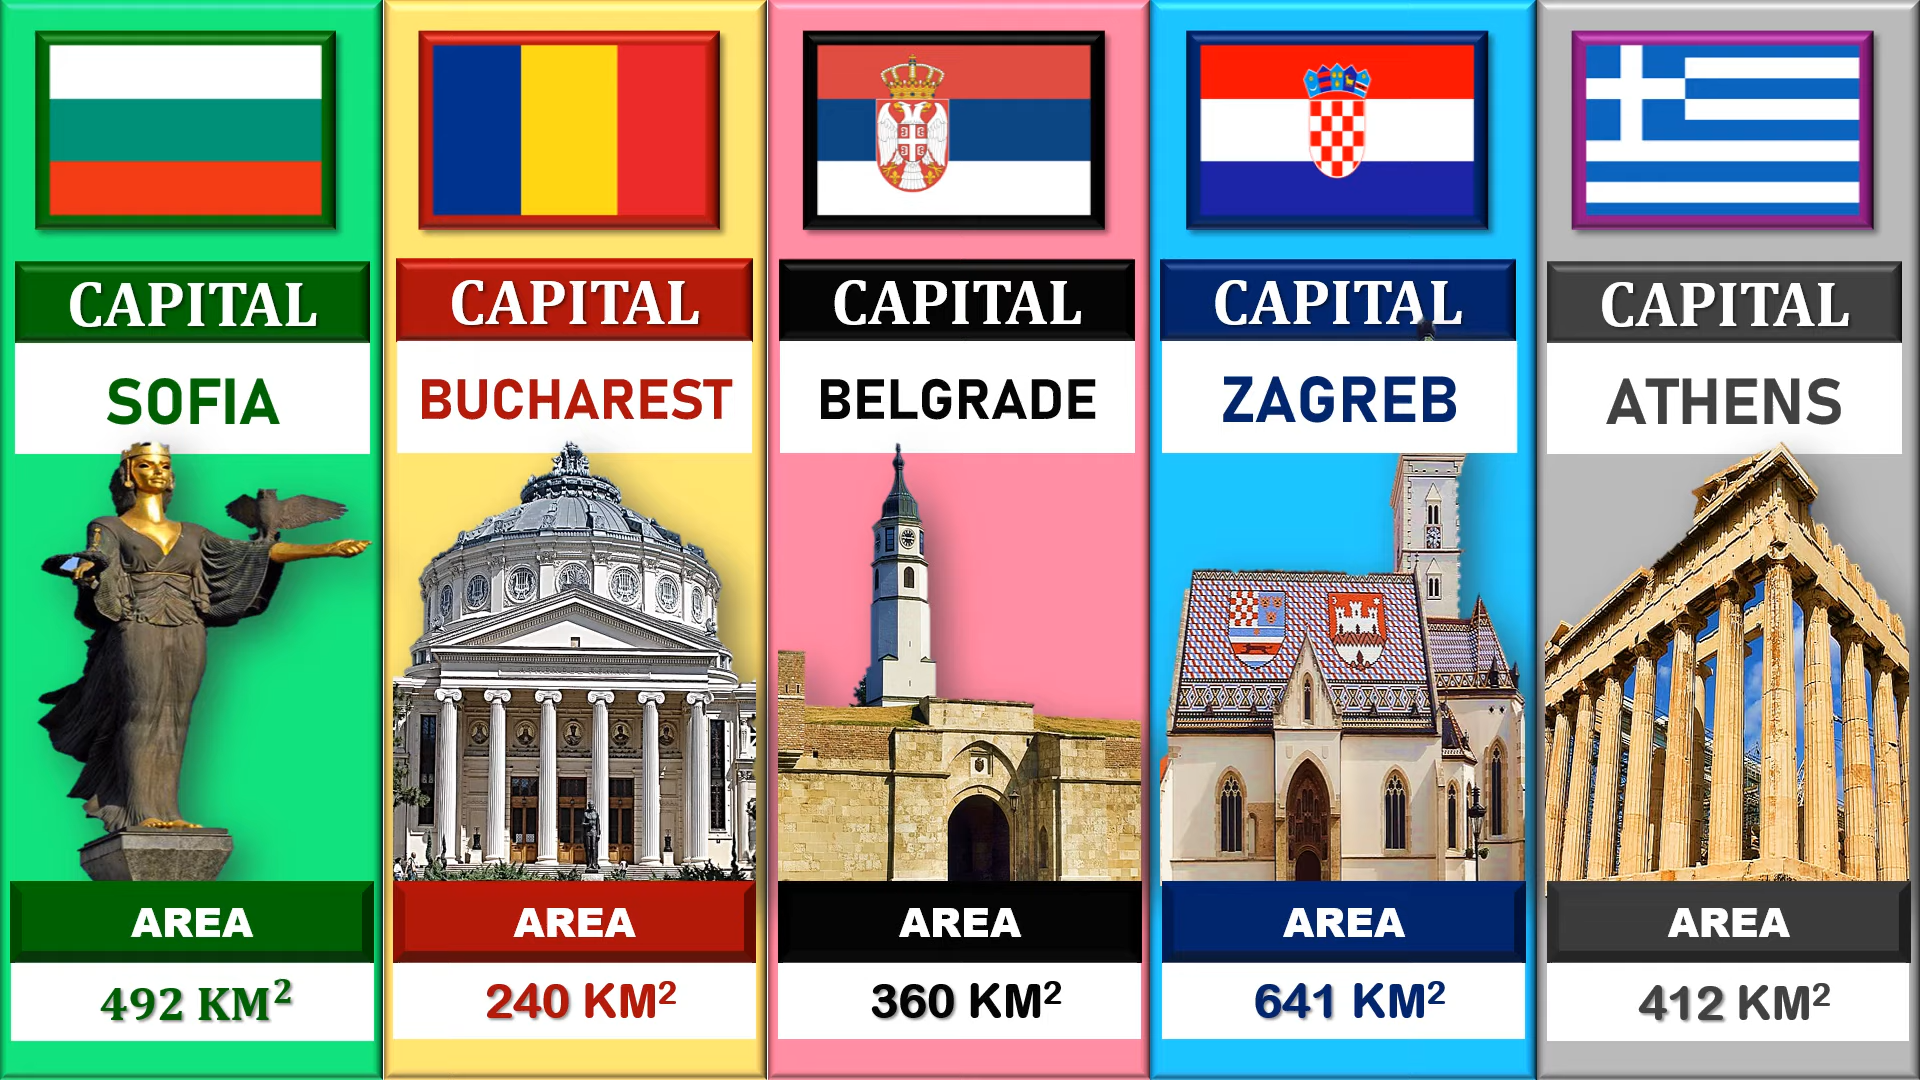 CAPITAL
SOFIA
AREA
492 KM²
CAPITAL
BUCHAREST
AREA
240 KM²
CAPITAL
BELGRADE
AREA
360 KM²
CAPITAL
ZAGREB
AREA
641 KM²
CAPITAL
ATHENS
AREA
412 KM²